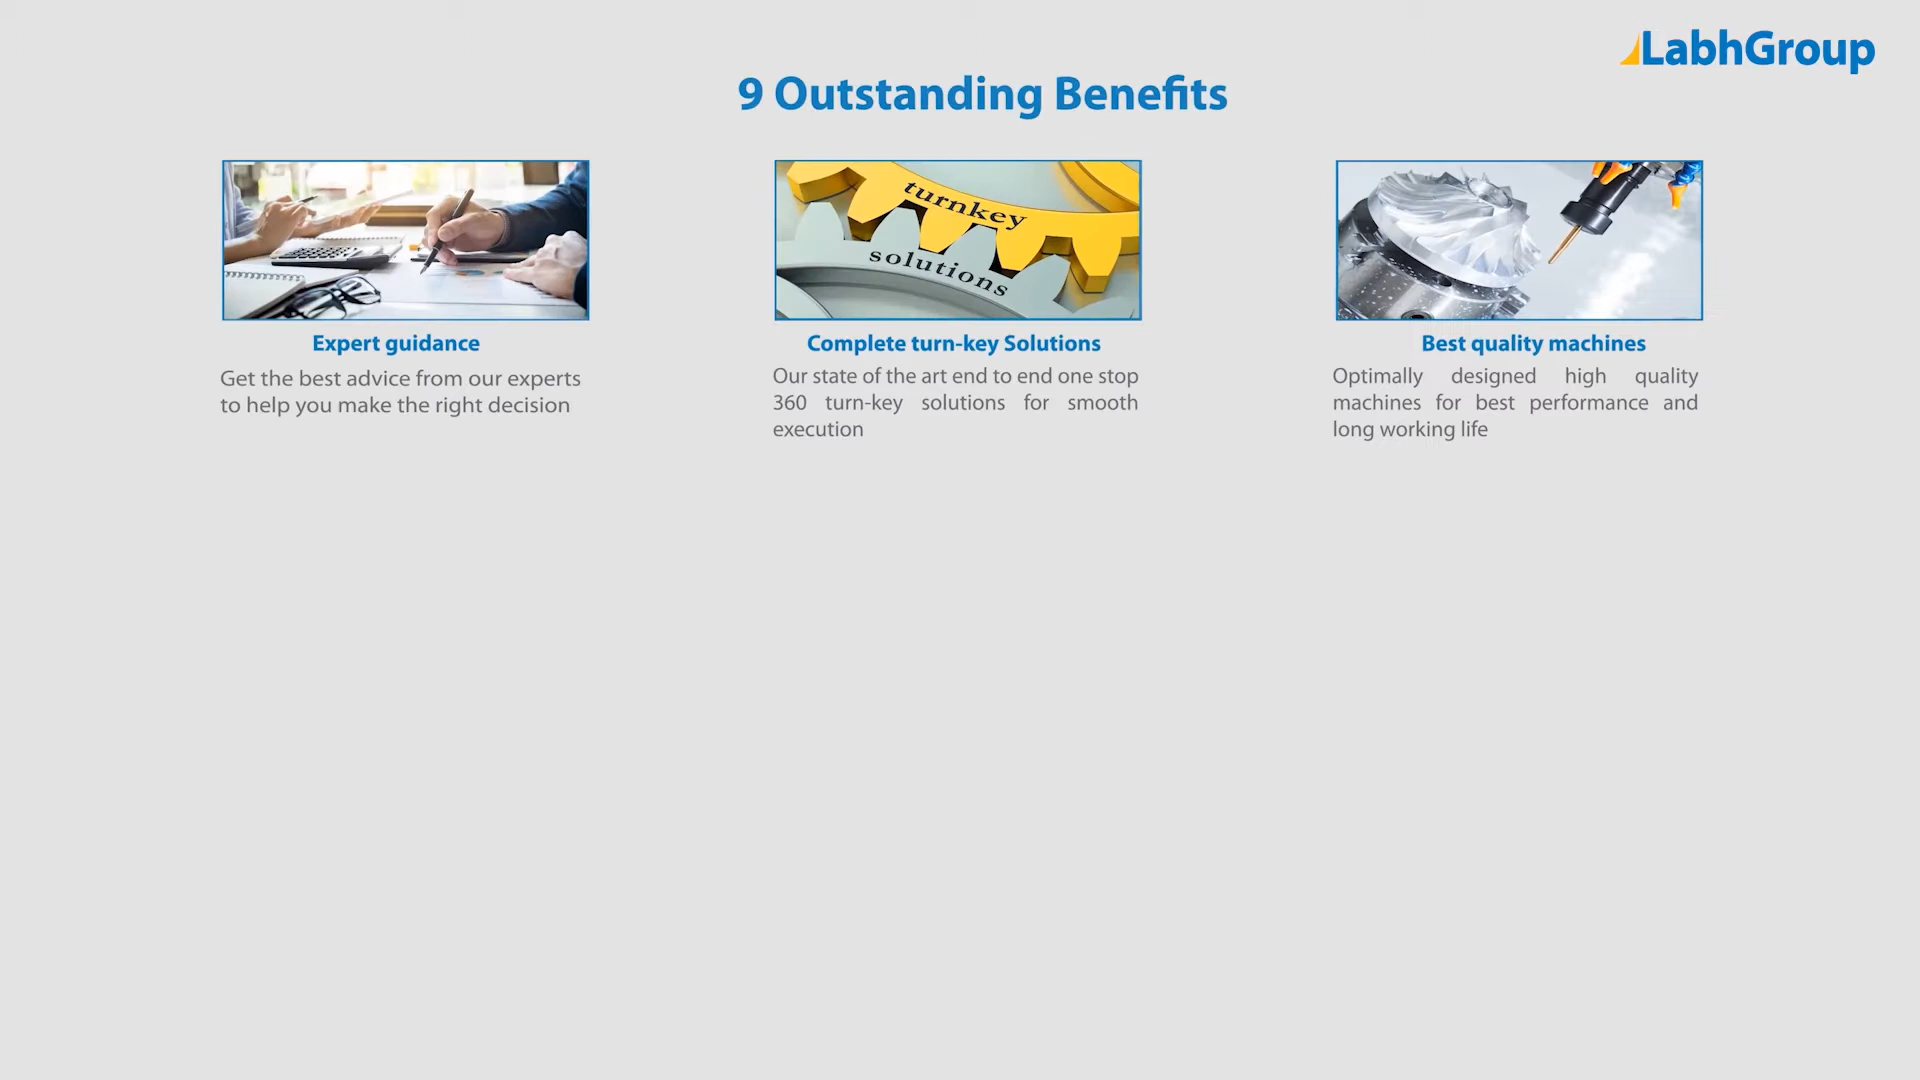 LabhGroup
9 Outstanding Benefits
turnkey
solutions
Expert guidance
Get the best advice from our experts
to help you make the right decision
Complete turn-key Solutions
Our state of the art end to end one stop
360 turn-key solutions for smooth
execution
Best quality machines
Optimally designed high quality
machines for best performance and
long working life